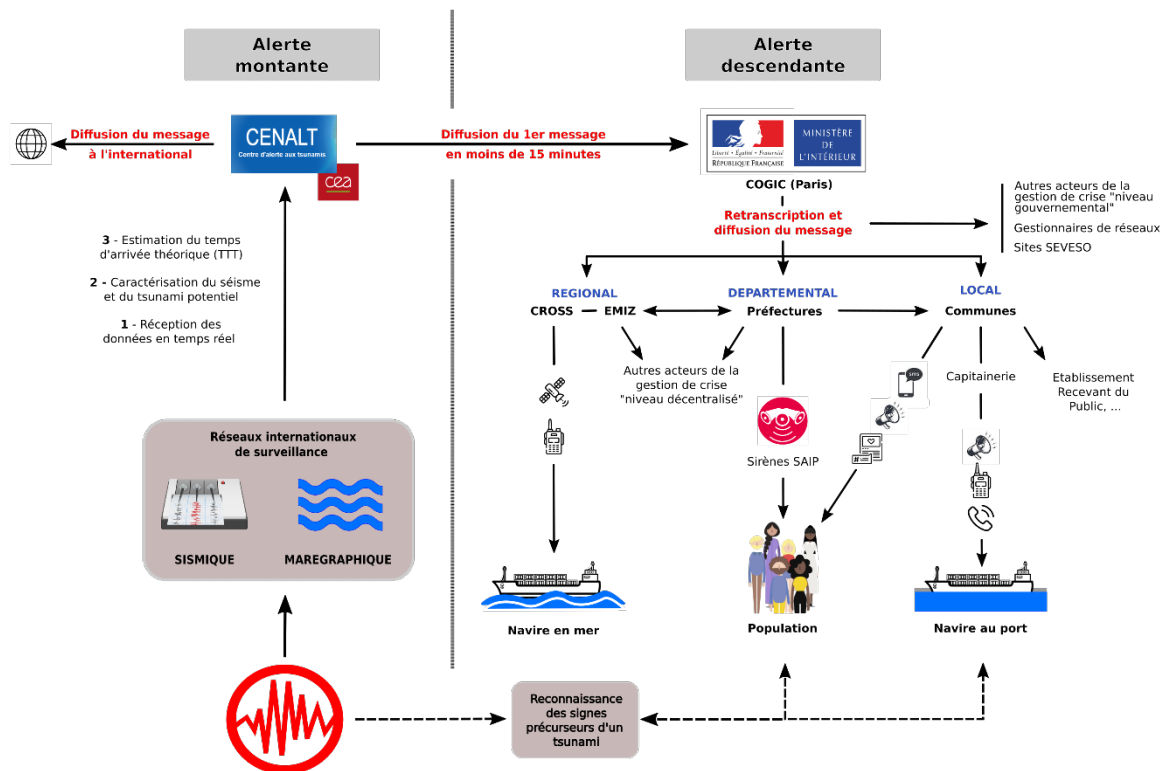 Alerte
montante
Alerte
descendante
Diffusion du message
à l'international
CENALT
Centre d'alerte aux tsunamis
cea
Diffusion du 1er message
en moins de 15 minutes
Liberté • Égalité • Fraternité
RÉPUBLIQUE FRANÇAISE
MINISTÈRE
DE
L'INTÉRIEUR
COGIC (Paris)
Retranscription et
diffusion du message
Autres acteurs de la
gestion de crise "niveau
gouvernemental"
Gestionnaires de réseaux
Sites SEVESO
3 - Estimation du temps
d'arrivée théorique (TTT)
2 - Caractérisation du séisme
et du tsunami potentiel
1 - Réception des
données en temps réel
REGIONAL
CROSS
EMIZ
DEPARTEMENTAL
Préfectures
LOCAL
Communes
Autres acteurs de la
gestion de crise
"niveau décentralisé"
sms
Capitainerie
Etablissement
Recevant du
Public, ...
#
Sirènes SAIP
Réseaux internationaux
de surveillance
SISMIQUE
MAREGRAPHIQUE
Navire en mer
Population
Navire au port
Reconnaissance
des signes
précurseurs d'un
tsunami